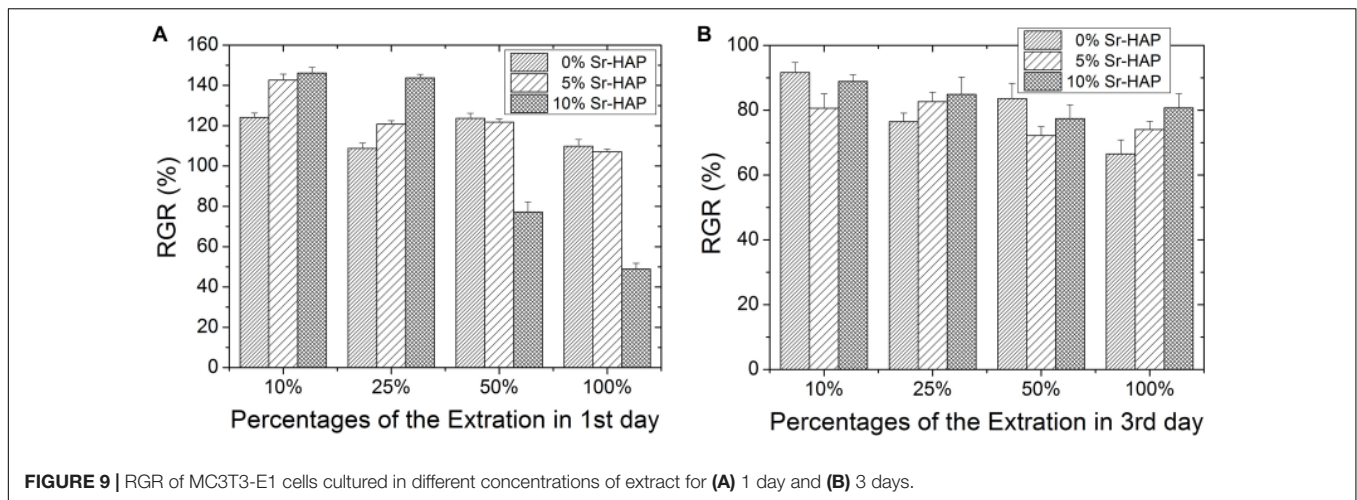 A
160
140
120
100
80
60
40
20
0
RGR (%)
0% Sr-HAP
5% Sr-HAP
10% Sr-HAP
10% 25% 50% 100%
Percentages of the Extration in 1st day
B
100
80
60
40
20
0
RGR (%)
0% Sr-HAP
5% Sr-HAP
10% Sr-HAP
10% 25% 50% 100%
Percentages of the Extration in 3rd day
FIGURE 9 | RGR of MC3T3-E1 cells cultured in different concentrations of extract for (A) 1 day and (B) 3 days.